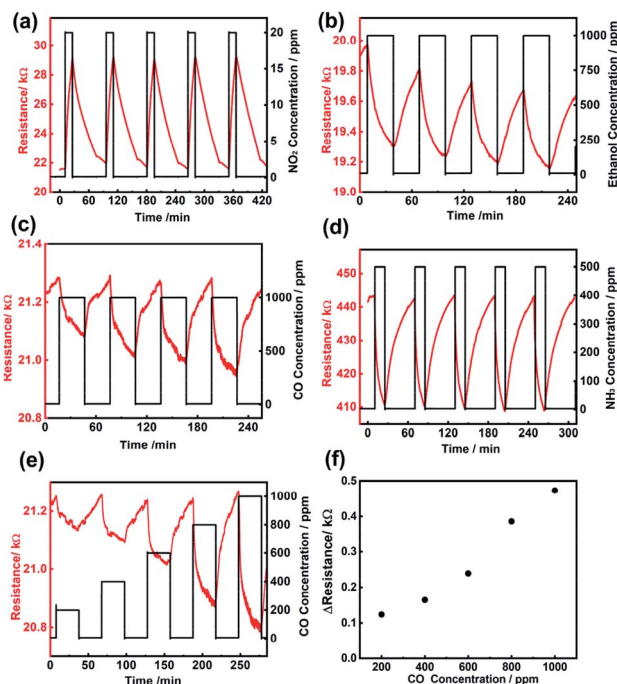 (a)
Resistance/ kΩ
30
28
26
24
22
20
0 60 120 180 240 300 360 420
Time /min
20
15
10
5
0
NO₂ Concentration / ppm
(b)
Resistance/ kΩ
20.0
19.8
19.6
19.4
19.2
19.0
0 60 120 180 240
Time /min
1000
750
500
250
0
Ethanol Concentration / ppm
(c)
Resistance/ kΩ
21.4
21.2
21.0
20.8
0 60 120 180 240
Time /min
1000
500
0
CO Concentration / ppm
(d)
Resistance/ kΩ
450
440
430
420
410
0 60 120 180 240 300
Time / min
500
400
300
200
100
0
NH₃ Concentration / ppm
(e)
Resistance/ kΩ
21.2
21.0
20.8
0 50 100 150 200 250
Time / min
1000
800
600
400
200
0
CO Concentration / ppm
(f)
ΔResistance/ kΩ
0.5
0.4
0.3
0.2
0.1
0.0
200 400 600 800 1000
CO Concentration / ppm